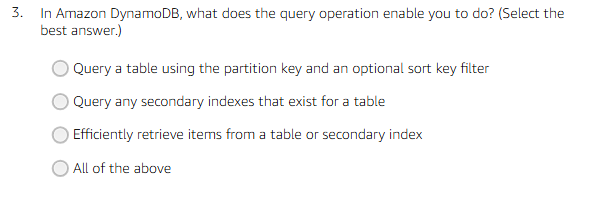 3. In Amazon DynamoDB, what does the query operation enable you to do? (Select the
best answer.)
Query a table using the partition key and an optional sort key filter
Query any secondary indexes that exist for a table
Efficiently retrieve items from a table or secondary index
All of the above